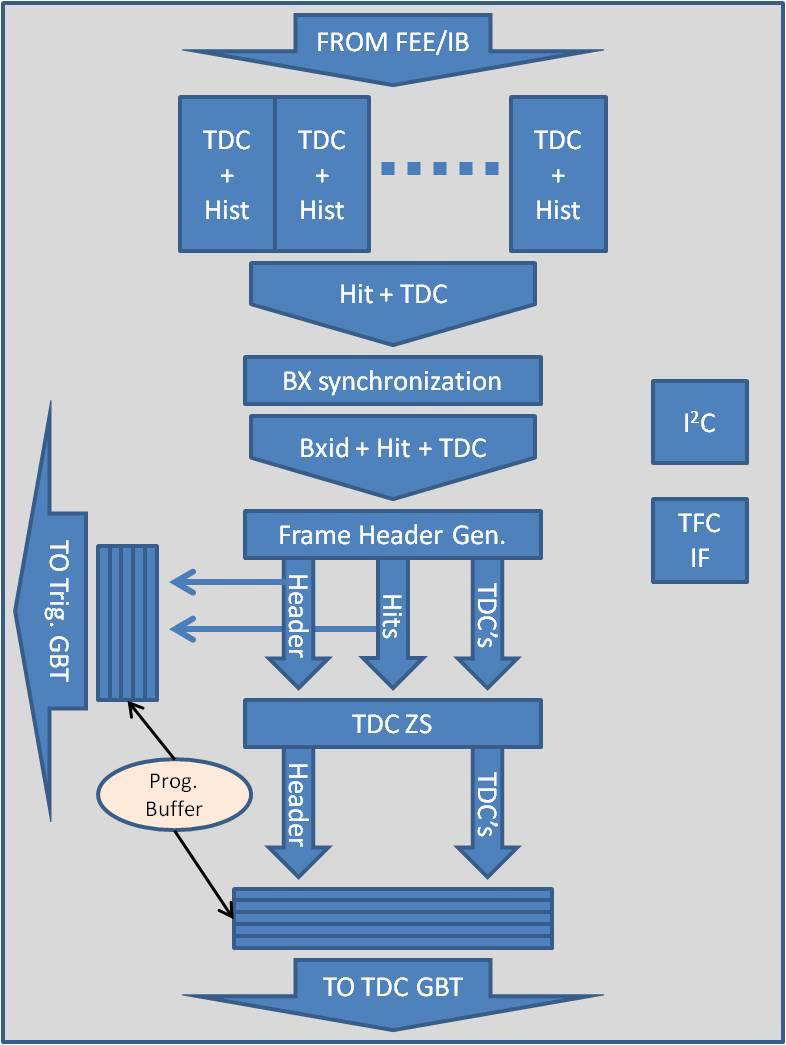 FROM FEE/IB
TDC
+
Hist
TDC
+
Hist
TDC
+
Hist
Hit + TDC
BX synchronization
I²C
Bxid + Hit + TDC
TFC
IF
Frame Header Gen.
Header
Hits
TDC's
TO Trig. GBT
TDC ZS
Prog.
Buffer
Header
TDC's
TO TDC GBT